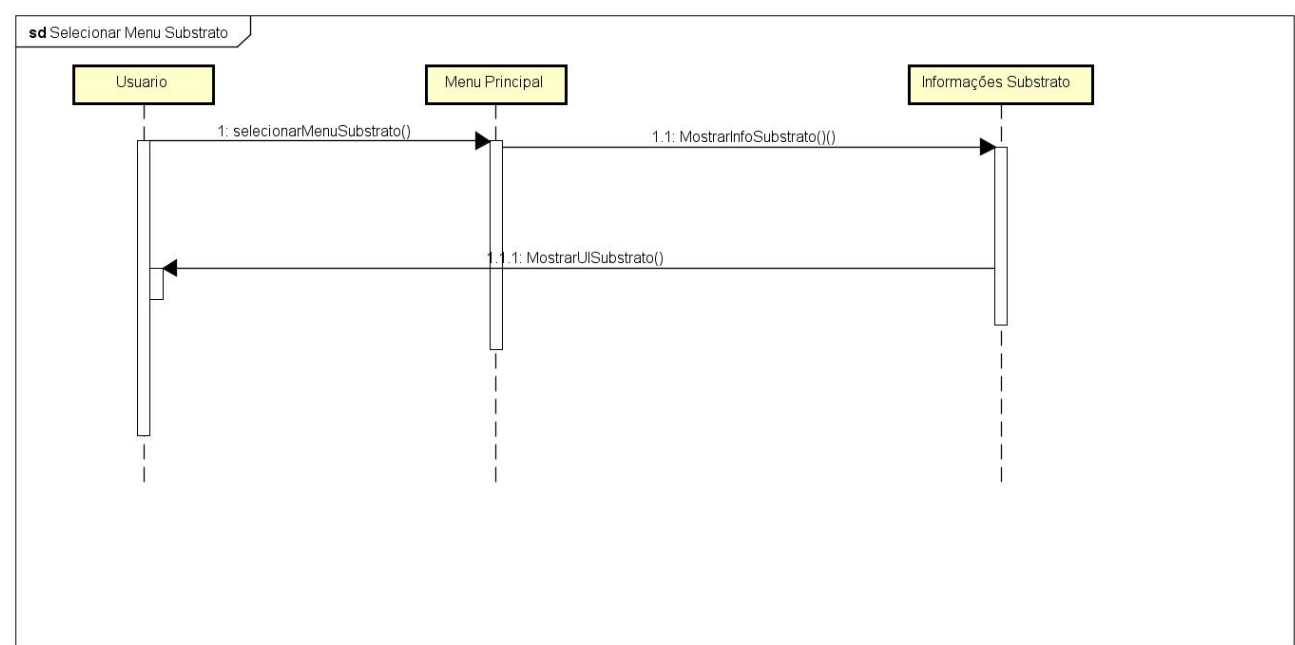 sd Selecionar Menu Substrato
Usuario
Menu Principal
Informações Substrato
1: selecionarMenuSubstrato()
1.1: MostrarInfoSubstrato()()
1.1.1: MostrarUISubstrato()